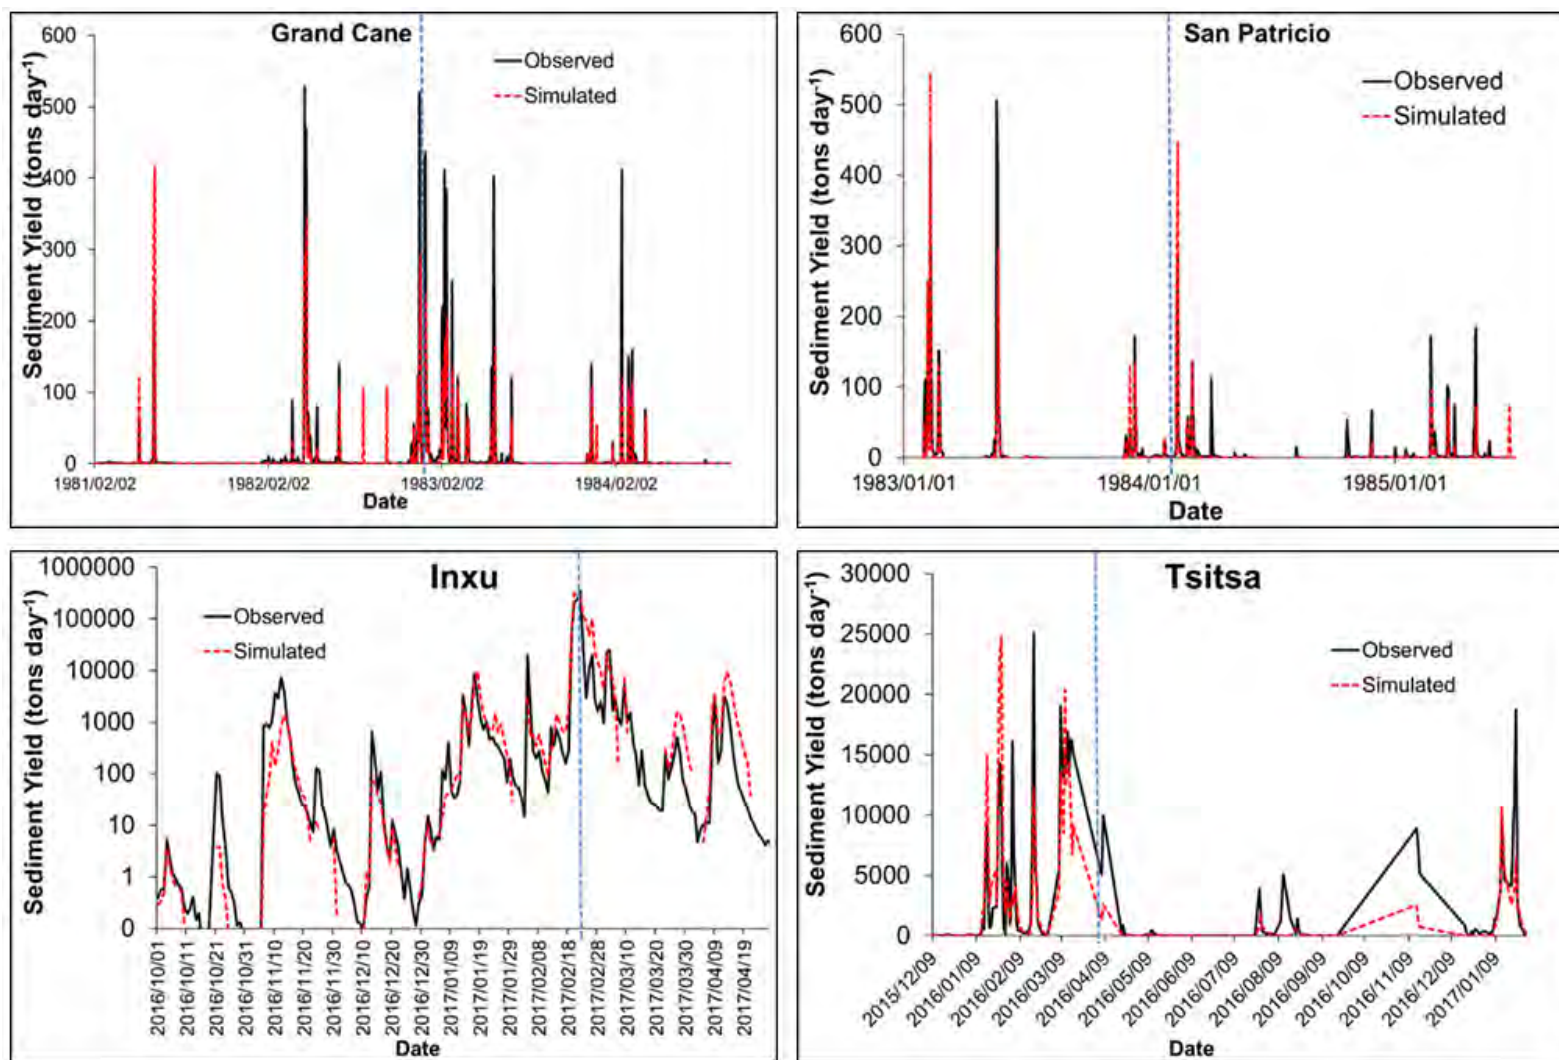 Grand Cane
Sediment Yield (tons day-1)
600
500
400
300
200
100
0
Observed
Simulated
1981/02/02 1982/02/02 1983/02/02 1984/02/02
Date
San Patricio
Sediment Yield (tons day-1)
600
500
400
300
200
100
0
Observed
Simulated
1983/01/01 1984/01/01 1985/01/01
Date
Inxu
Sediment Yield (tons day-1)
1000000
100000
10000
1000
100
10
1
0
Observed
Simulated
2016/10/01 2016/10/11 2016/10/21 2016/10/31 2016/11/10 2016/11/20 2016/11/30 2016/12/10 2016/12/20 2016/12/30 2017/01/09 2017/01/19 2017/01/29 2017/02/08 2017/02/18 2017/02/28 2017/03/10 2017/03/20 2017/03/30 2017/04/09 2017/04/19
Date
Tsitsa
Sediment Yield (tons day-1)
30000
25000
20000
15000
10000
5000
0
Observed
Simulated
2015/12/09 2016/01/09 2016/02/09 2016/03/09 2016/04/09 2016/05/09 2016/06/09 2016/07/09 2016/08/09 2016/09/09 2016/10/09 2016/11/09 2016/12/09 2017/01/09
Date